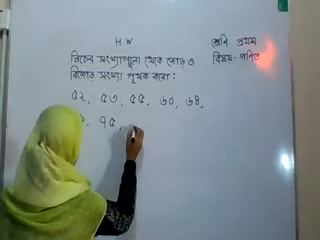 H W
শ্রেণি- প্রথম
বিষয়- গণিত
নিচের সংখ্যাগুলো থেকে জোড় ও
বিজোড় সংখ্যা পৃথক করো:
৫২, ৫৩, ৫৫, ৬০, ৬৪,
৭৫,